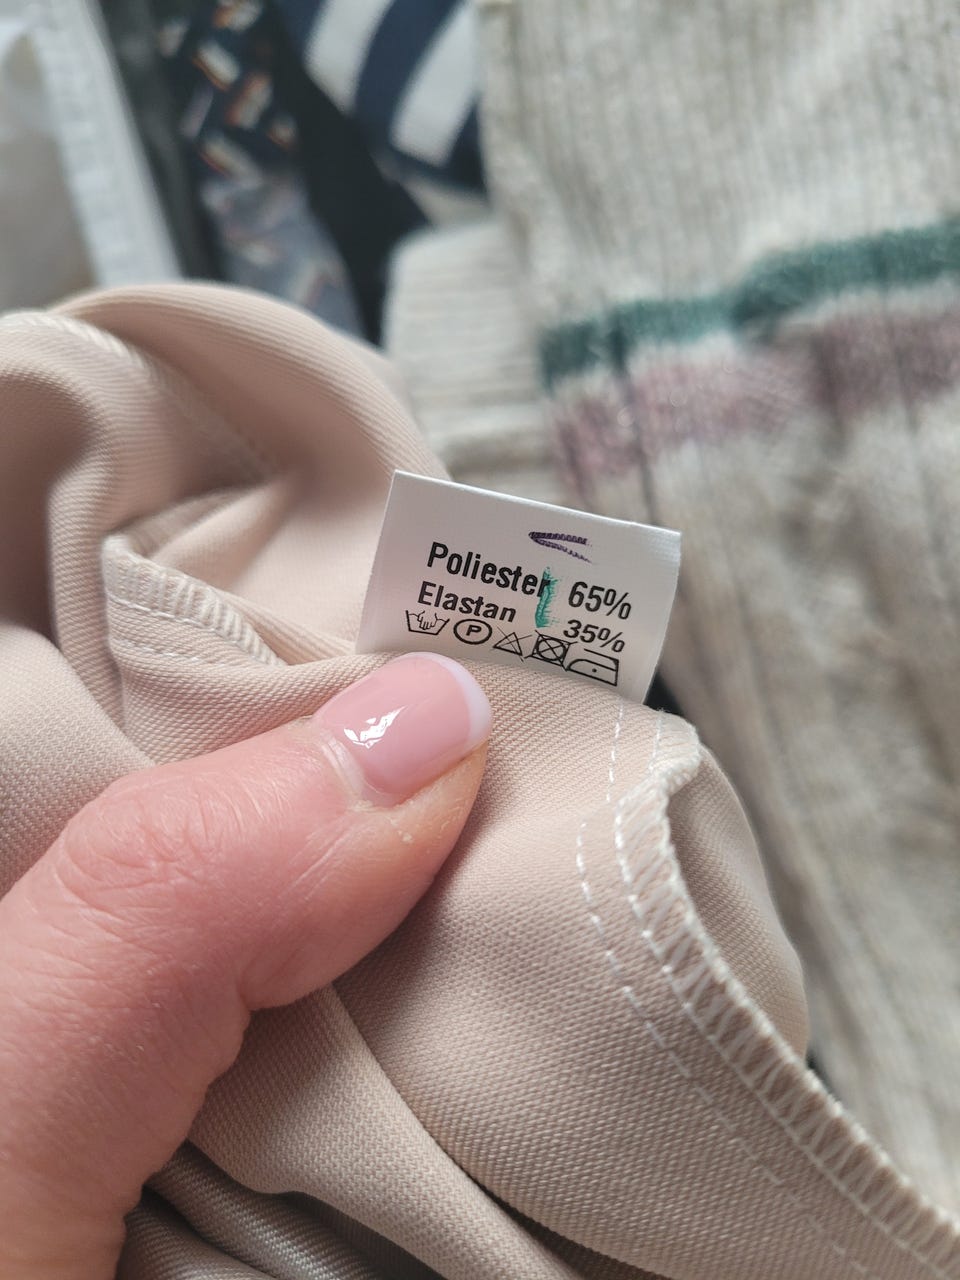 Poliester 65%
Elastan 35%
P